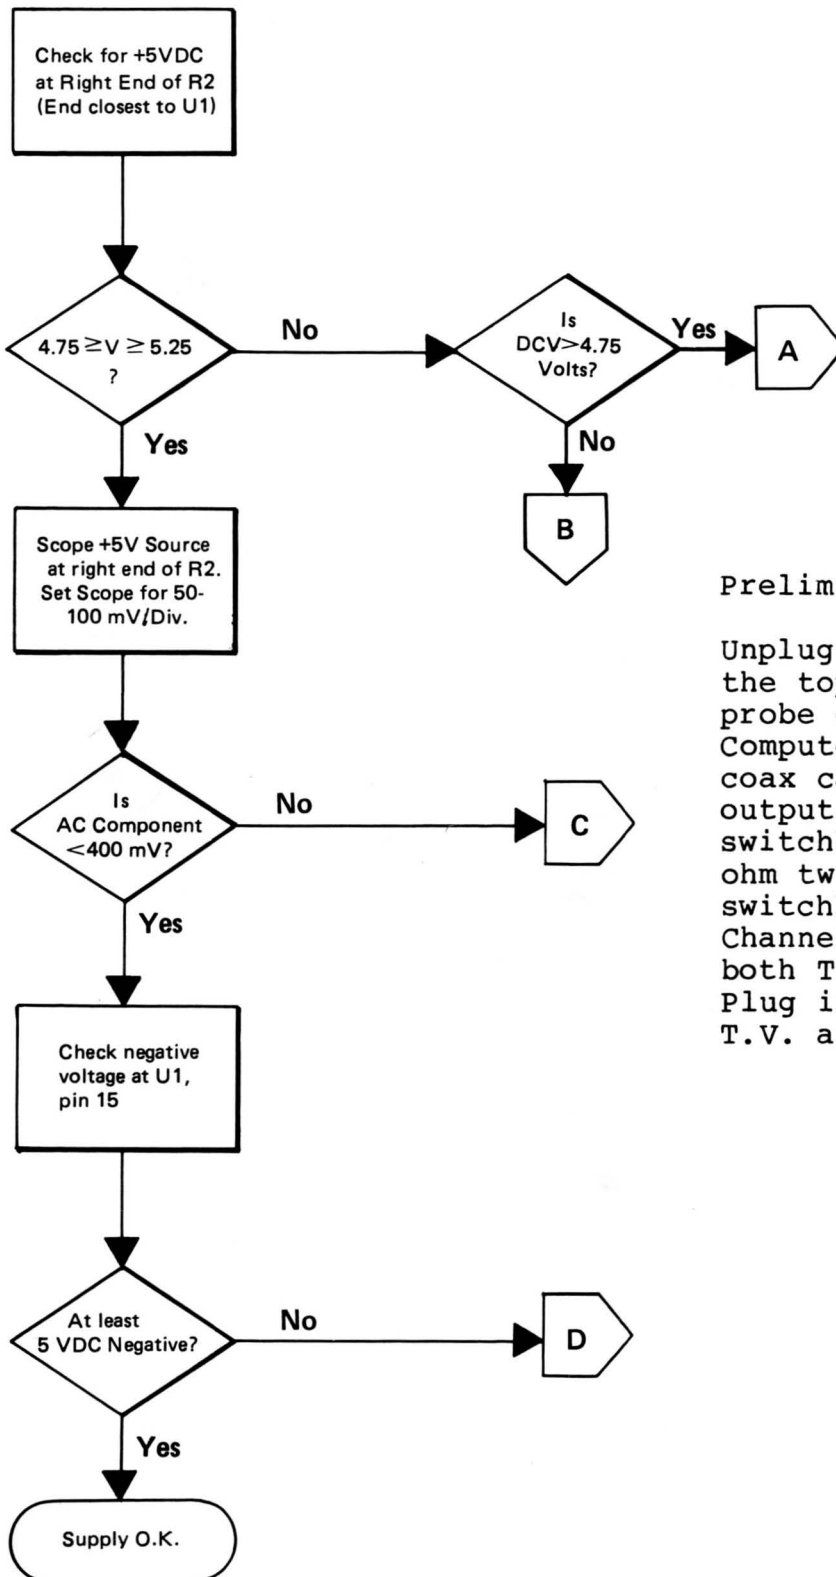 Check for +5VDC
at Right End of R2
(End closest to U1)
4.75 ≥V ≥ 5.25
?
No
Is
DCV>4.75
Volts?
Yes
A
No
B
Yes
Scope +5V Source
at right end of R2.
Set Scope for 50-
100 mV/Div.
Is
AC Component
<400 mV?
No
C
Yes
Check negative
voltage at U1,
pin 15
At least
5 VDC Negative?
No
D
Yes
Supply O.K.
Prelim
Unplug
the to
probe
Comput
coax c
output
switch
ohm tw
switch
Channe
both T
Plug i
T.V. a